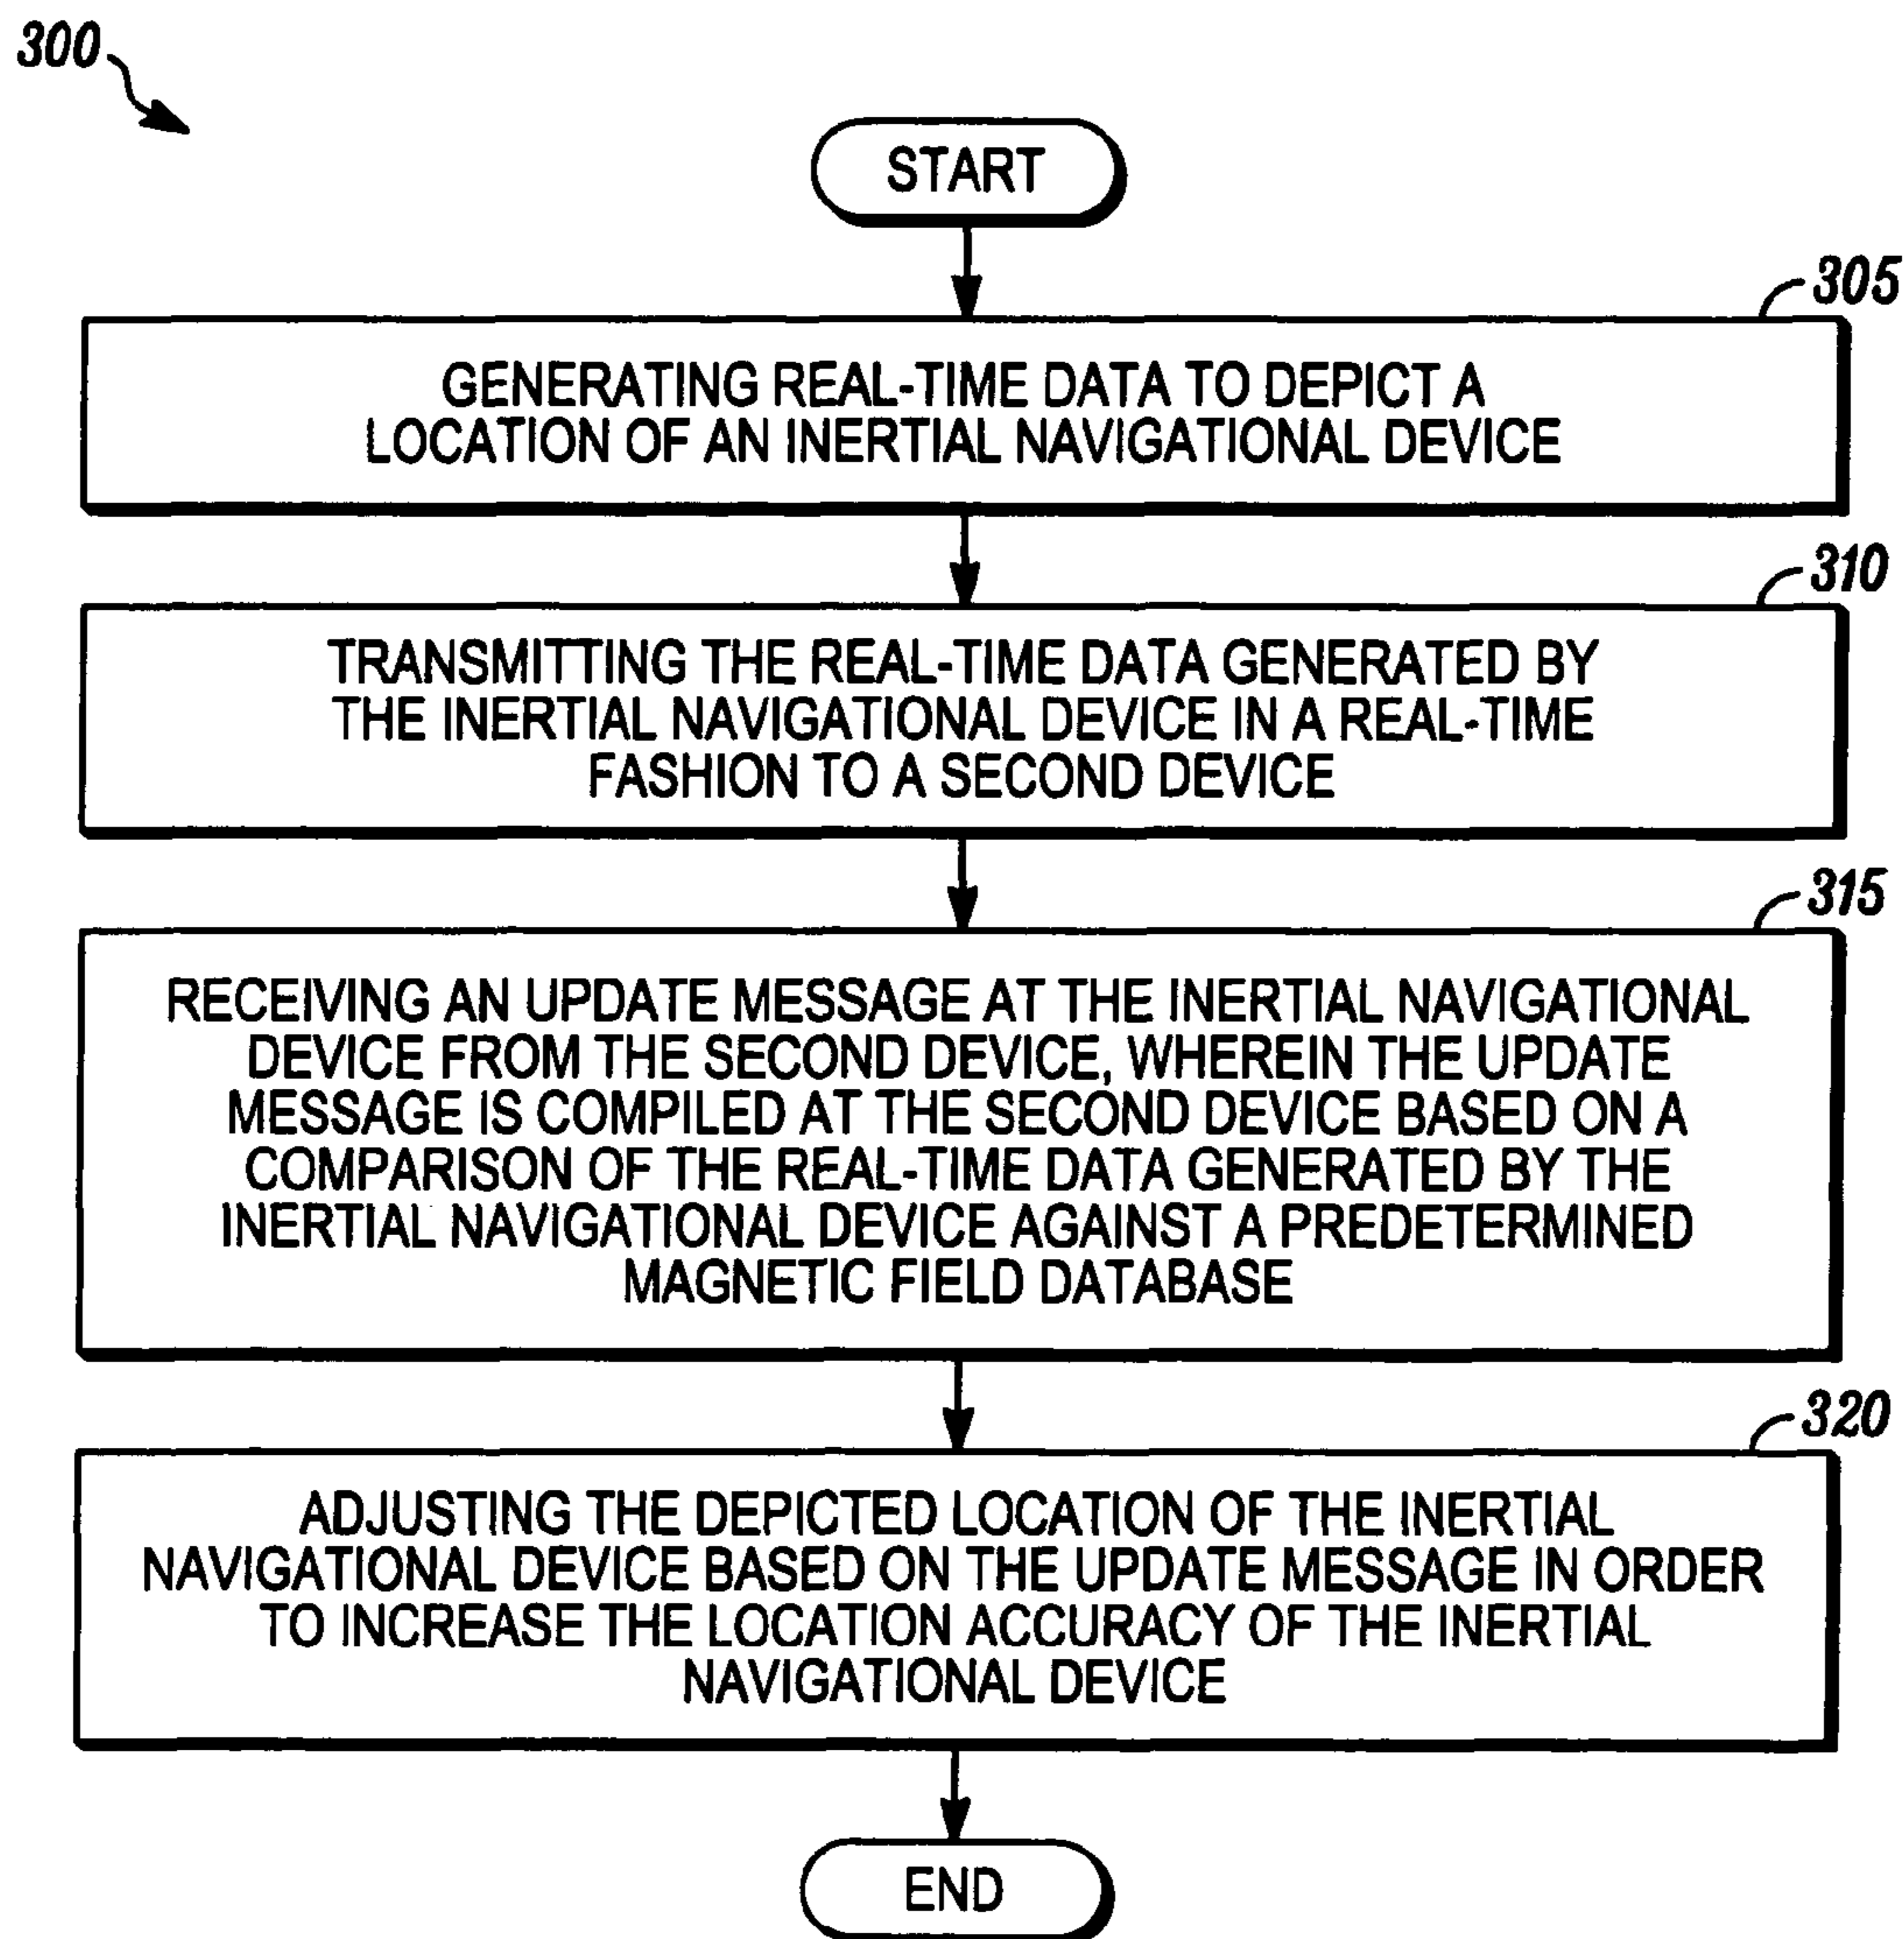 300
START
305
GENERATING REAL-TIME DATA TO DEPICT A
LOCATION OF AN INERTIAL NAVIGATIONAL DEVICE
310
TRANSMITTING THE REAL-TIME DATA GENERATED BY
THE INERTIAL NAVIGATIONAL DEVICE IN A REAL-TIME
FASHION TO A SECOND DEVICE
315
RECEIVING AN UPDATE MESSAGE AT THE INERTIAL NAVIGATIONAL
DEVICE FROM THE SECOND DEVICE, WHEREIN THE UPDATE
MESSAGE IS COMPILED AT THE SECOND DEVICE BASED ON A
COMPARISON OF THE REAL-TIME DATA GENERATED BY THE
INERTIAL NAVIGATIONAL DEVICE AGAINST A PREDETERMINED
MAGNETIC FIELD DATABASE
320
ADJUSTING THE DEPICTED LOCATION OF THE INERTIAL
NAVIGATIONAL DEVICE BASED ON THE UPDATE MESSAGE IN ORDER
TO INCREASE THE LOCATION ACCURACY OF THE INERTIAL
NAVIGATIONAL DEVICE
END